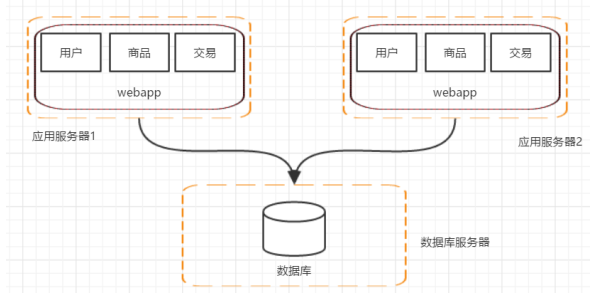 用户 商品 交易
webapp
应用服务器1
用户 商品 交易
webapp
应用服务器2
数据库
数据库服务器